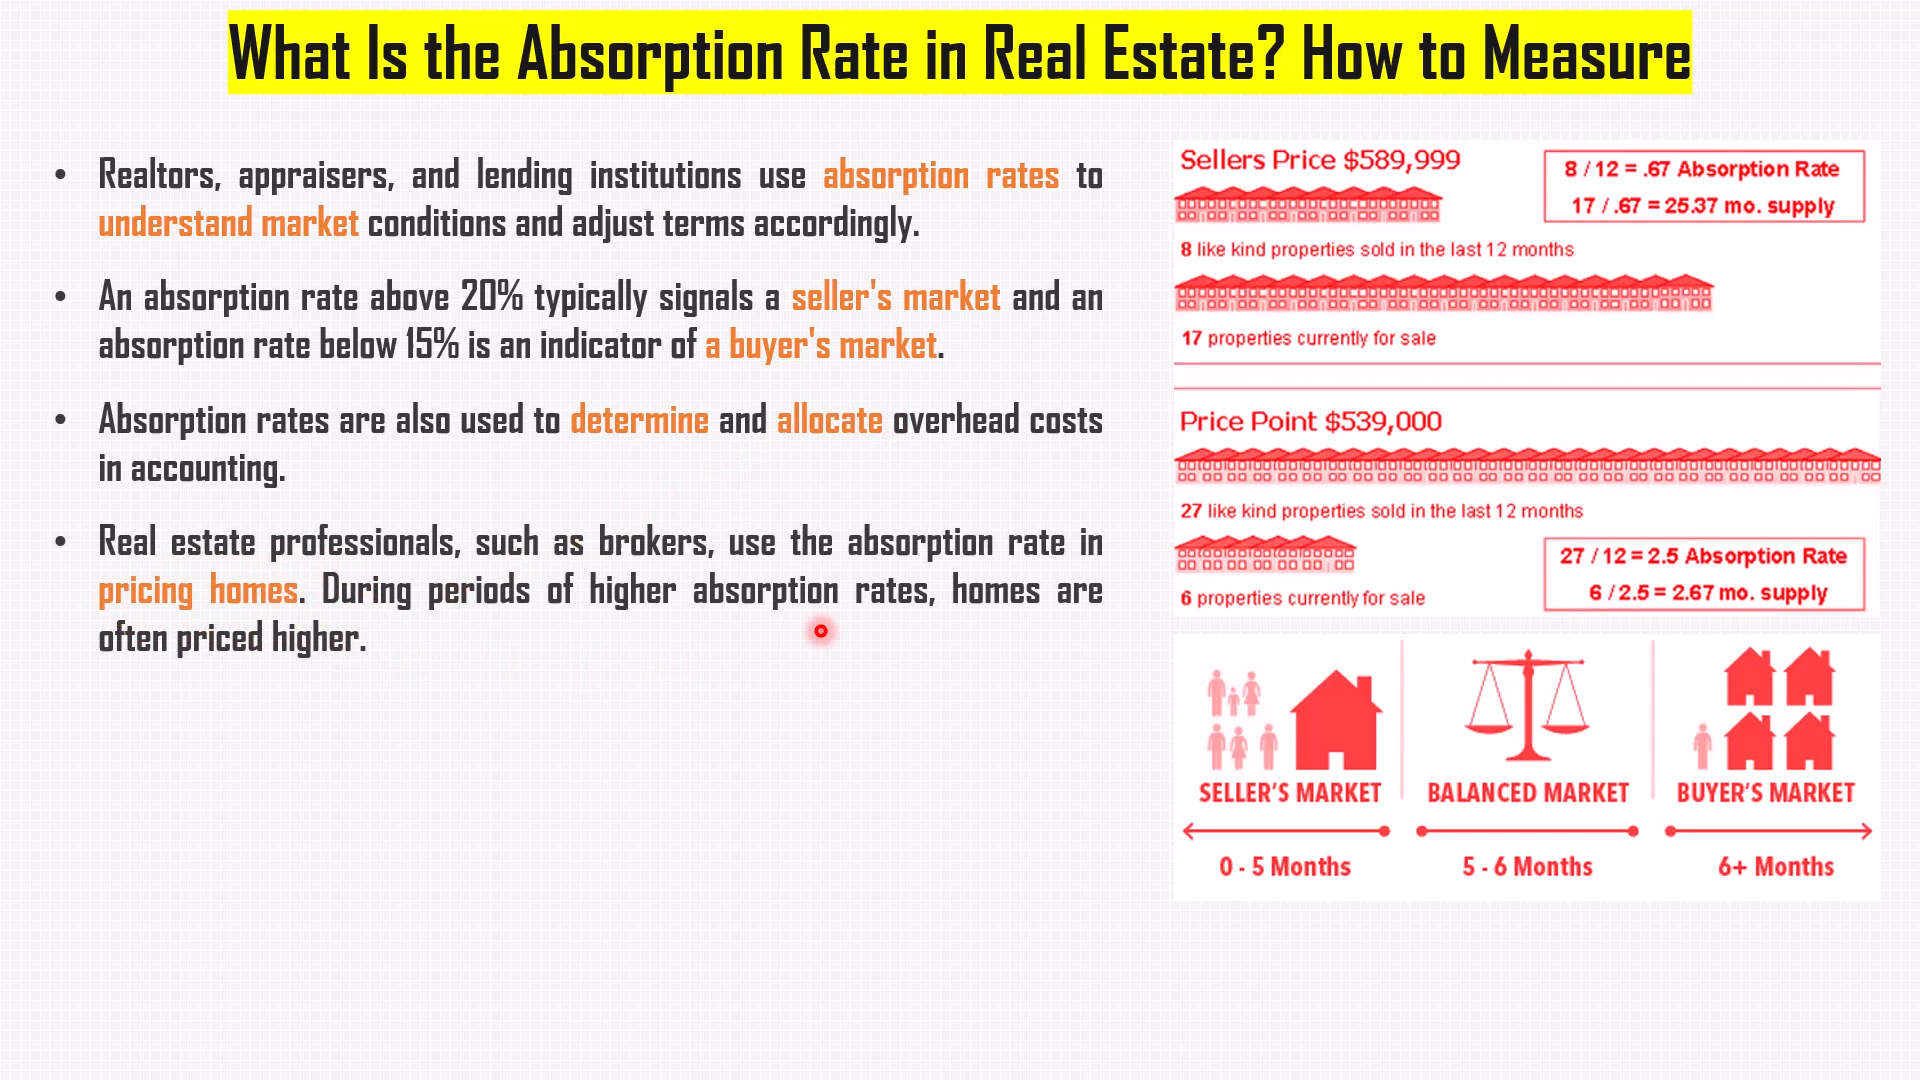 What Is the Absorption Rate in Real Estate? How to Measure
• Realtors, appraisers, and lending institutions use absorption rates to
understand market conditions and adjust terms accordingly.
• An absorption rate above 20% typically signals a seller's market and an
absorption rate below 15% is an indicator of a buyer's market.
• Absorption rates are also used to determine and allocate overhead costs
in accounting.
• Real estate professionals, such as brokers, use the absorption rate in
pricing homes. During periods of higher absorption rates, homes are
often priced higher.
Sellers Price $589,999
8 / 12 = .67 Absorption Rate
17 / .67 = 25.37 mo. supply
8 like kind properties sold in the last 12 months
17 properties currently for sale
Price Point $539,000
27 like kind properties sold in the last 12 months
27 / 12 = 2.5 Absorption Rate
6 / 2.5 = 2.67 mo. supply
6 properties currently for sale
SELLER'S MARKET
0 - 5 Months
BALANCED MARKET
5 - 6 Months
BUYER'S MARKET
6+ Months